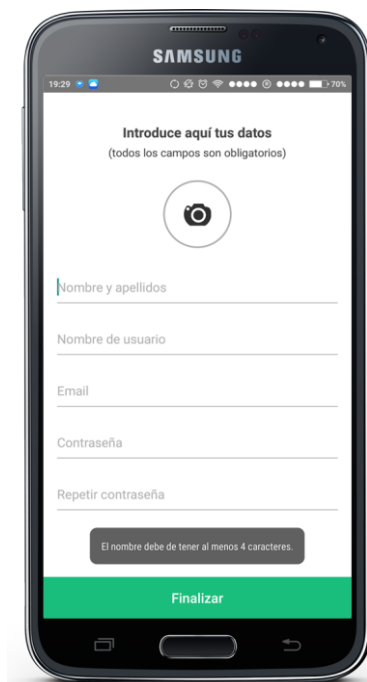 SAMSUNG
19:29 70%
Introduce aquí tus datos
(todos los campos son obligatorios)
Nombre y apellidos
Nombre de usuario
Email
Contraseña
Repetir contraseña
El nombre debe de tener al menos 4 caracteres.
Finalizar